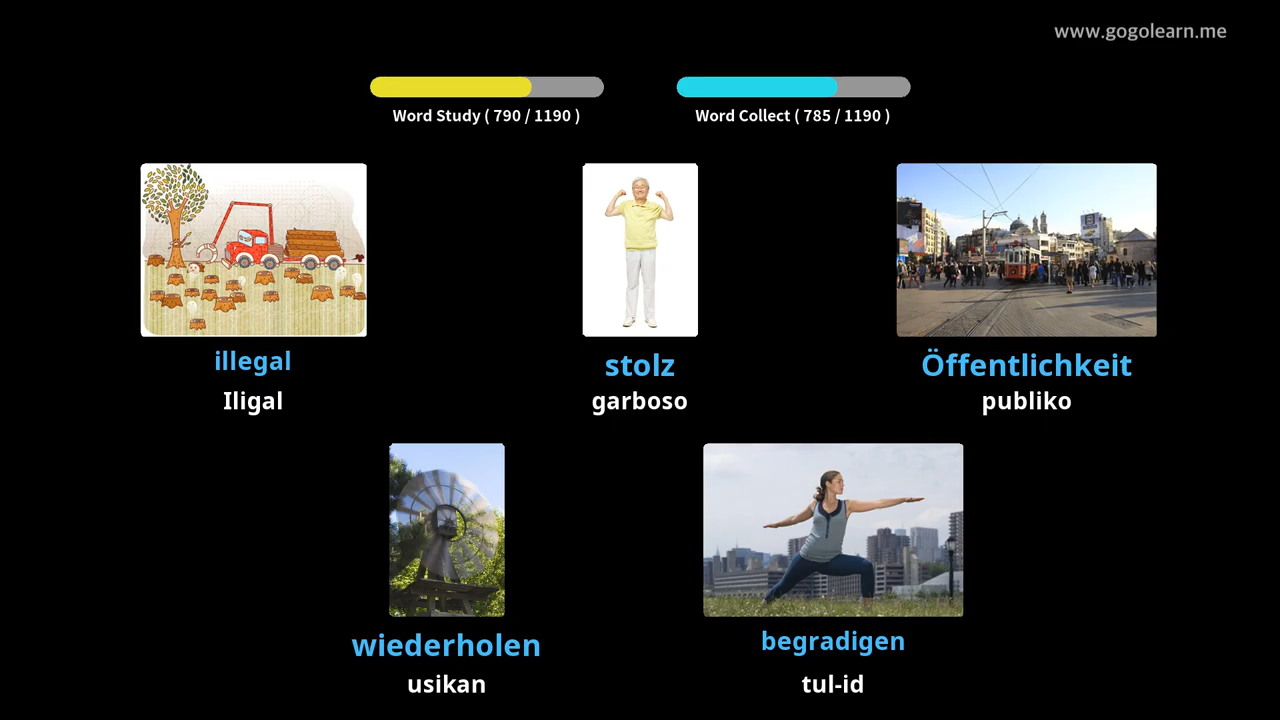 www.gogolearn.me
Word Study ( 790 / 1190 )
Word Collect ( 785 / 1190 )
illegal
Iligal
stolz
garboso
Öffentlichkeit
publiko
wiederholen
usikan
begradigen
tul-id